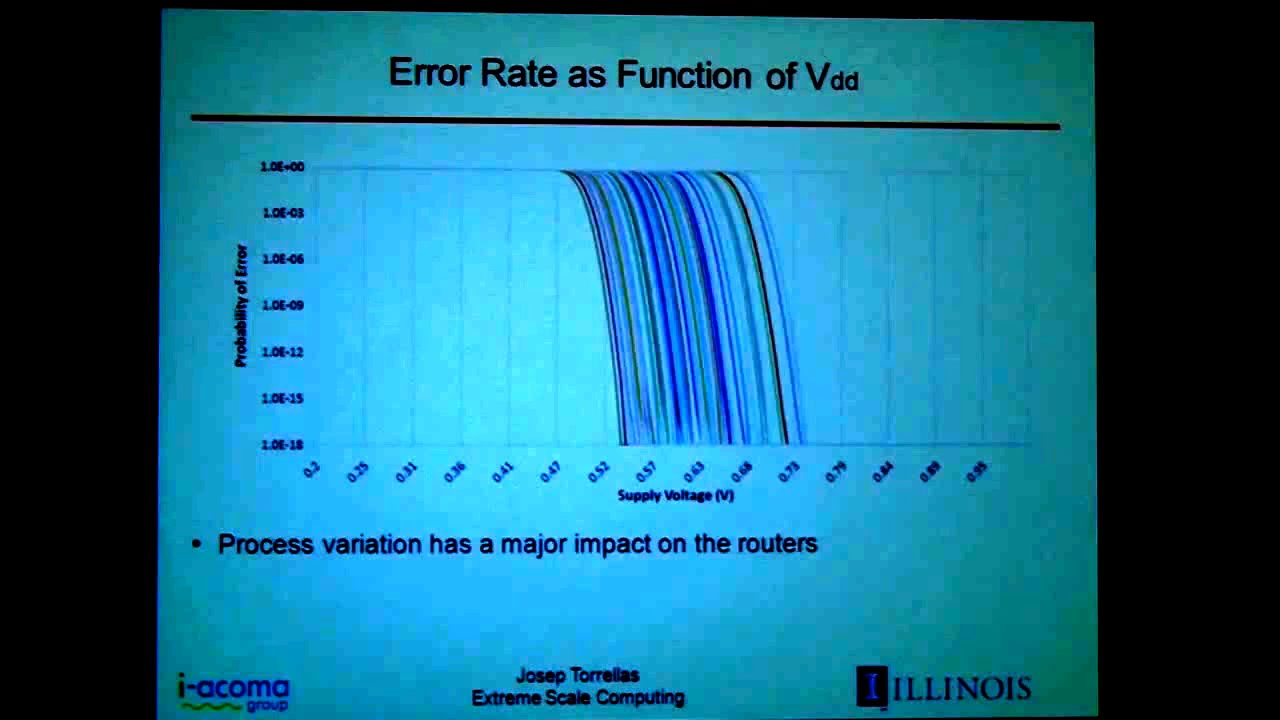 Error Rate as Function of Vdd
1.0E+00
1.0E-03
1.0E-06
1.0E-09
1.0E-12
1.0E-15
1.0E-18
Probability of Error
0.2 0.25 0.31 0.36 0.41 0.47 0.52 0.57 0.63 0.68 0.73 0.79 0.84 0.89 0.95
Supply Voltage (V)
• Process variation has a major impact on the routers
i-acoma
group
Josep Torrellas
Extreme Scale Computing
I ILLINOIS